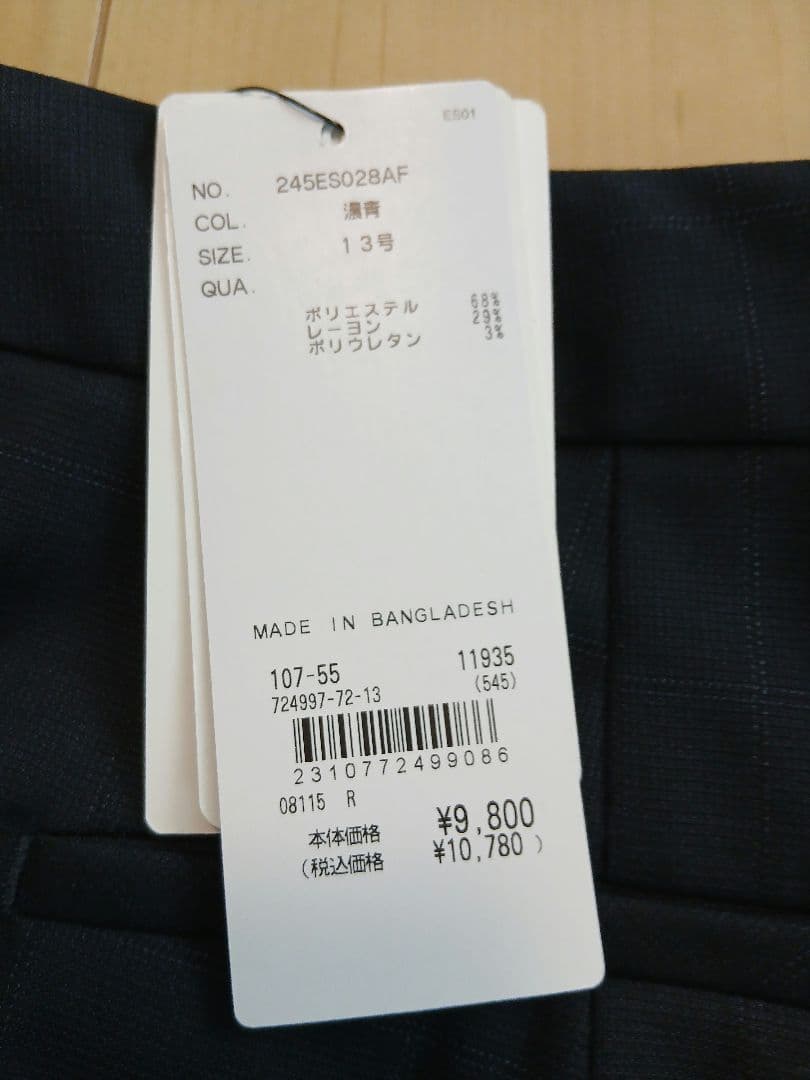 ES01
NO. 245ES028AF
COL. 濃青
SIZE. 13号
QUA.
ポリエステル 68%
レーヨン 29%
ポリウレタン 3%
MADE IN BANGLADESH
107-55 11935
724997-72-13 (545)
2310772499086
08115 R
本体価格 ¥9,800
(税込価格 ¥10,780)